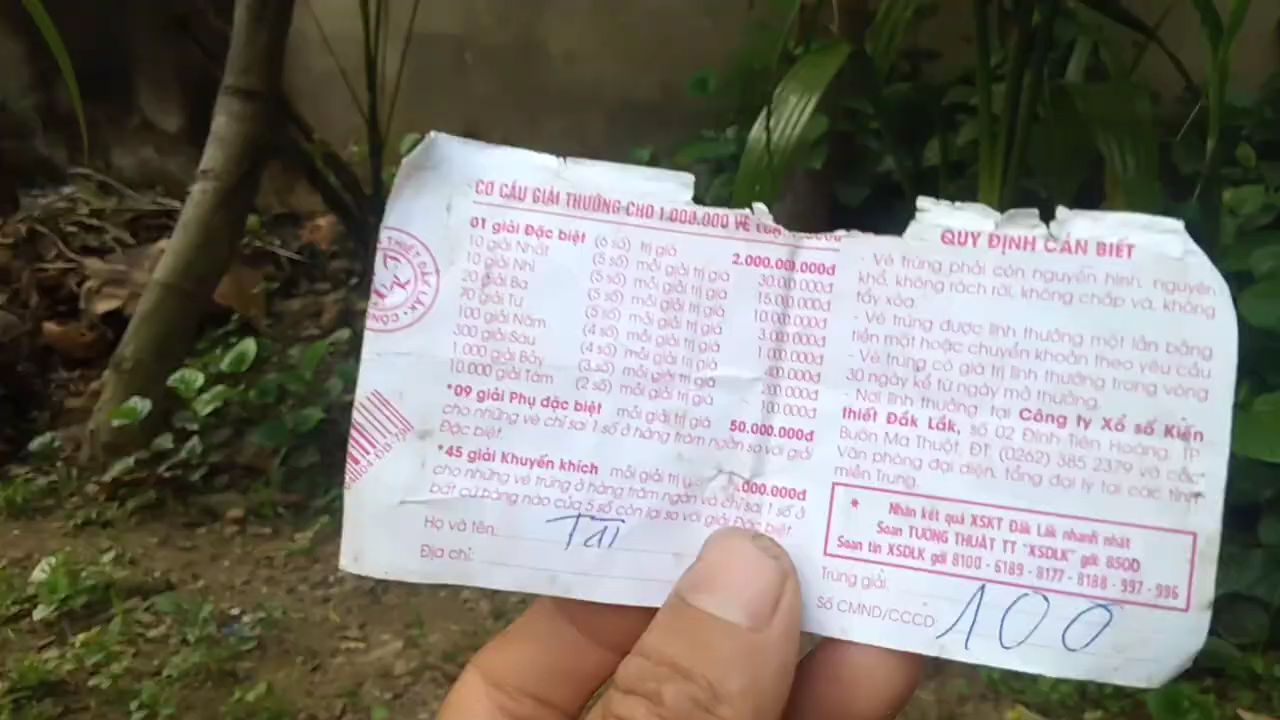 CƠ CẤU GIẢI THƯỞNG CHO 1.000.000 VÉ LOẠI
01 giải Đặc biệt (6 số) trị giá 2.000.000.000đ
10 giải Nhất (5 số) mỗi giải trị giá 30.000.000đ
10 giải Nhì (5 số) mỗi giải trị giá 15.000.000đ
20 giải Ba (5 số) mỗi giải trị giá 10.000.000đ
70 giải Tư (5 số) mỗi giải trị giá 3.000.000đ
100 giải Năm (4 số) mỗi giải trị giá 1.000.000đ
300 giải Sáu (4 số) mỗi giải trị giá 400.000đ
1.000 giải Bảy (3 số) mỗi giải trị giá 200.000đ
10.000 giải Tám (2 số) mỗi giải trị giá 100.000đ
*09 giải Phụ đặc biệt mỗi giải trị giá 50.000.000đ
cho những vé chỉ sai 1 số ở hàng trăm ngàn so với giải
Đặc biệt.
*45 giải Khuyến khích mỗi giải trị .000.000đ
cho những vé trúng ở hàng trăm ngàn và chỉ sai 1 số ở
bất cứ hàng nào của 5 số còn lại so với giải Đặc biệt
Họ và tên: Tài
Địa chỉ:
QUY ĐỊNH CẦN BIẾT
- Vé trúng phải còn nguyên hình, nguyên
khổ, không rách rời, không chắp vá, không
tẩy xóa.
- Vé trúng được lĩnh thưởng một lần bằng
tiền mặt hoặc chuyển khoản theo yêu cầu
- Vé trúng có giá trị lĩnh thưởng trong vòng
30 ngày kể từ ngày mở thưởng.
- Nơi lĩnh thưởng: tại Công ty Xổ số Kiến
thiết Đắk Lắk, số 02 Đinh Tiên Hoàng, TP
Buôn Ma Thuột, ĐT: (0262) 385 2379 và các
Văn phòng đại diện, tổng đại lý tại các tỉnh
miền Trung.
* Nhận kết quả XSKT Đắk Lắk nhanh nhất
Soạn TƯỜNG THUẬT TT "XSDLK" gởi: 8500
Soạn tin XSDLK gởi 8100 - 6189 - 8177 - 8188 - 997 - 996
Trúng giải:
Số CMND/CCCD: 100